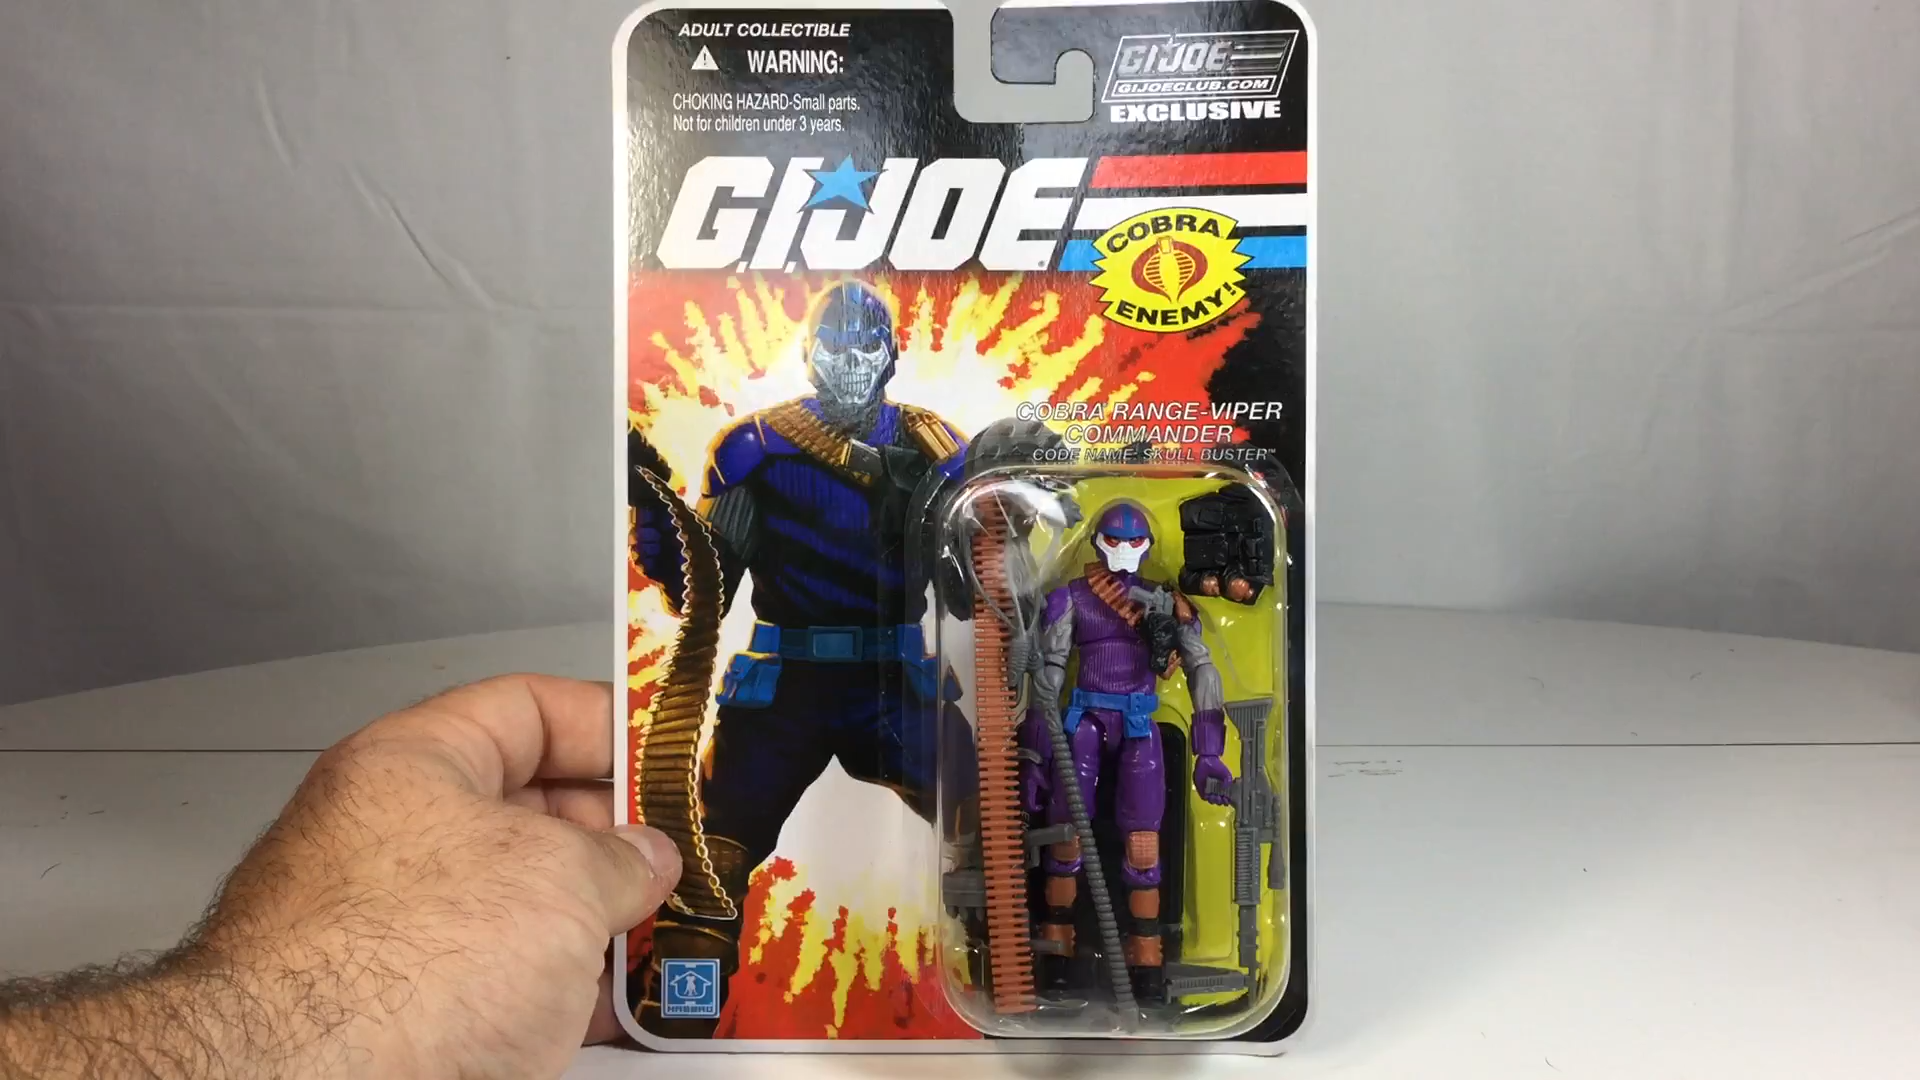 ADULT COLLECTIBLE
WARNING:
CHOKING HAZARD-Small parts.
Not for children under 3 years.
GIJOE
GIJOECLUB.COM
EXCLUSIVE
G.I.JOE
COBRA
ENEMY!
COBRA RANGE-VIPER
COMMANDER
CODE NAME: SKULL BUSTER™
HASBRO